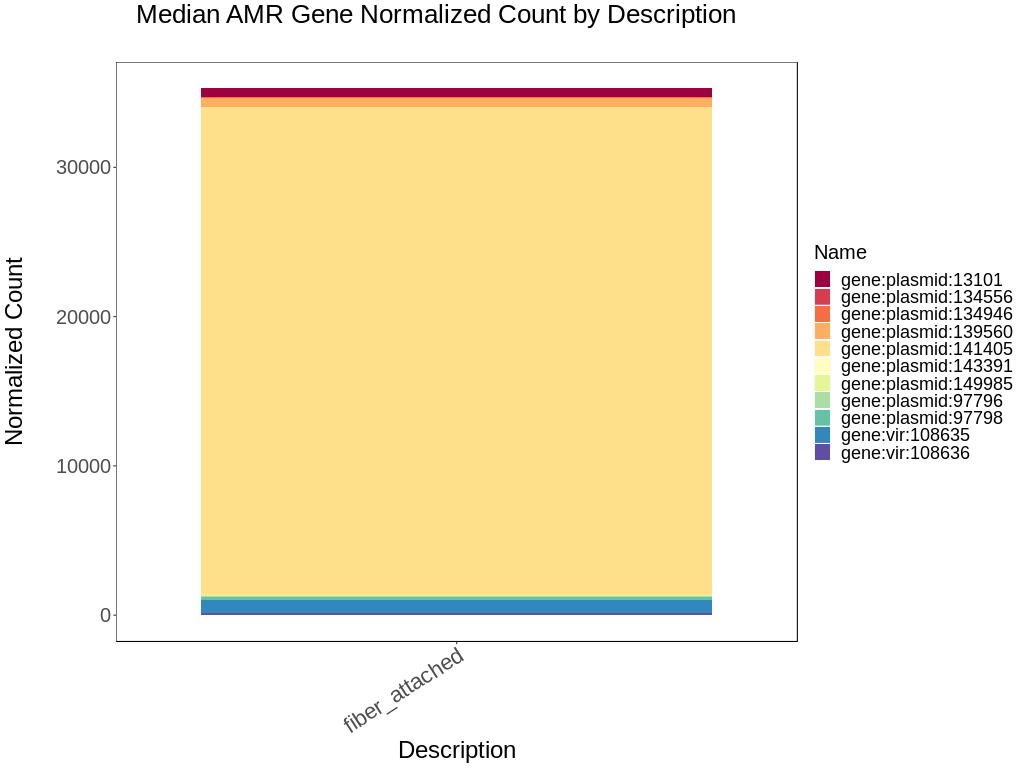 Median AMR Gene Normalized Count by Description
Normalized Count
30000
20000
10000
0
fiber_attached
Description
Name
gene:plasmid:13101
gene:plasmid:134556
gene:plasmid:134946
gene:plasmid:139560
gene:plasmid:141405
gene:plasmid:143391
gene:plasmid:149985
gene:plasmid:97796
gene:plasmid:97798
gene:vir:108635
gene:vir:108636